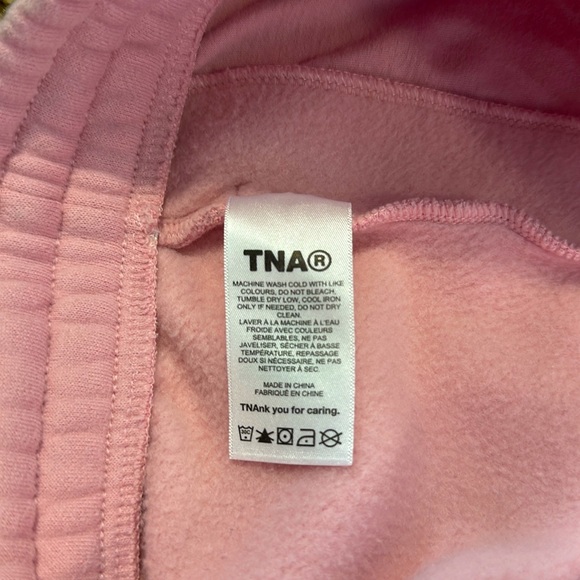 TNA®
MACHINE WASH COLD WITH LIKE
COLOURS, DO NOT BLEACH,
TUMBLE DRY LOW, COOL IRON
ONLY IF NEEDED, DO NOT DRY
CLEAN.
LAVER À LA MACHINE À L'EAU
FROIDE AVEC COULEURS
SEMBLABLES, NE PAS
JAVELISER, SÉCHER À BASSE
TEMPÉRATURE, REPASSAGE
DOUX SI NÉCESSAIRE, NE PAS
NETTOYER À SEC.
MADE IN CHINA
FABRIQUÉ EN CHINE
TNAnk you for caring.